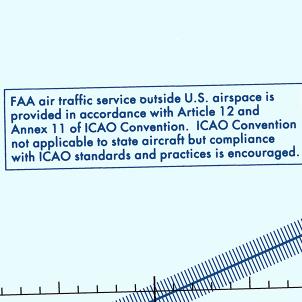 FAA air traffic service outside U.S. airspace is
provided in accordance with Article 12 and
Annex 11 of ICAO Convention. ICAO Convention
not applicable to state aircraft but compliance
with ICAO standards and practices is encouraged.